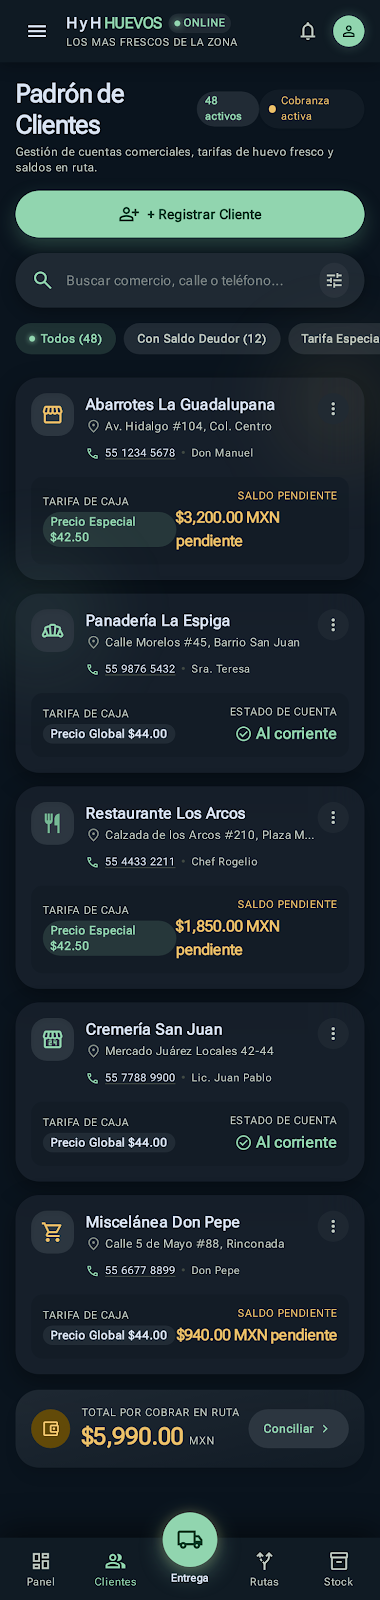 HyH HUEVOS ONLINE
LOS MAS FRESCOS DE LA ZONA
Padrón de
Clientes
48
activos
Cobranza
activa
Gestión de cuentas comerciales, tarifas de huevo fresco y
saldos en ruta.
+ Registrar Cliente
Buscar comercio, calle o teléfono...
Todos (48) Con Saldo Deudor (12) Tarifa Especia
Abarrotes La Guadalupana
Av. Hidalgo #104, Col. Centro
55 1234 5678 • Don Manuel
TARIFA DE CAJA
Precio Especial
$42.50
SALDO PENDIENTE
$3,200.00 MXN
pendiente
Panadería La Espiga
Calle Morelos #45, Barrio San Juan
55 9876 5432 • Sra. Teresa
TARIFA DE CAJA
Precio Global $44.00
ESTADO DE CUENTA
Al corriente
Restaurante Los Arcos
Calzada de los Arcos #210, Plaza M...
55 4433 2211 • Chef Rogelio
TARIFA DE CAJA
Precio Especial
$42.50
SALDO PENDIENTE
$1,850.00 MXN
pendiente
Cremería San Juan
Mercado Juárez Locales 42-44
55 7788 9900 • Lic. Juan Pablo
TARIFA DE CAJA
Precio Global $44.00
ESTADO DE CUENTA
Al corriente
Miscelánea Don Pepe
Calle 5 de Mayo #88, Rinconada
55 6677 8899 • Don Pepe
TARIFA DE CAJA
Precio Global $44.00
SALDO PENDIENTE
$940.00 MXN pendiente
TOTAL POR COBRAR EN RUTA
$5,990.00 MXN
Conciliar
Panel Clientes Entrega Rutas Stock